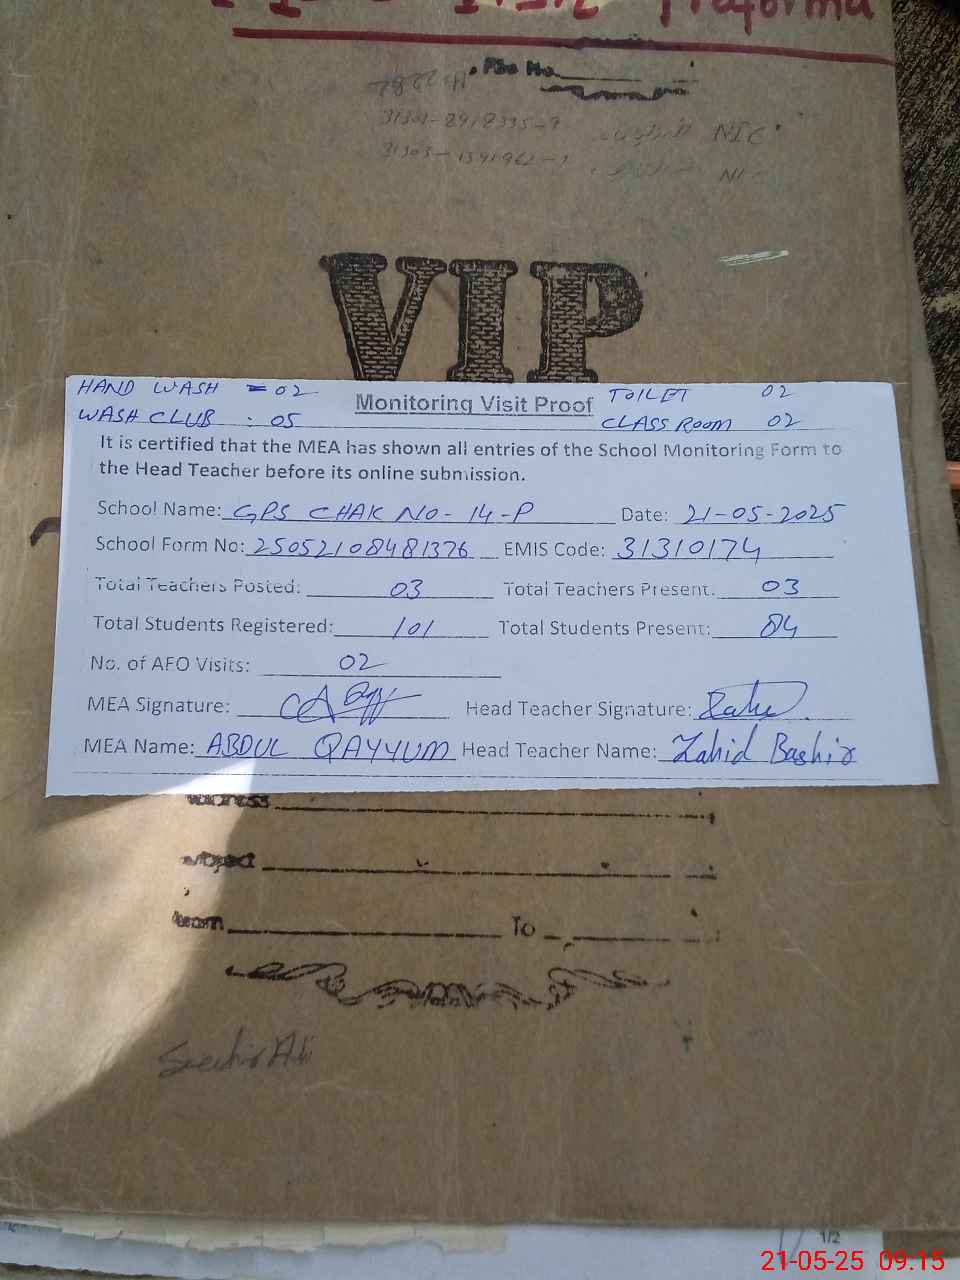 Proforma
File No.
31301-8918335-9 NIC
31303-1391962-1 NI
VIP
HAND WASH = 02 TOILET 02
Monitoring Visit Proof
WASH CLUB : 05 CLASS ROOM 02
It is certified that the MEA has shown all entries of the School Monitoring Form to
the Head Teacher before its online submission.
School Name: GPS CHAK NO- 14-P Date: 21-05-2025
School Form No: 25052108481376 EMIS Code: 31310174
Total Teachers Posted: 03 Total Teachers Present: 03
Total Students Registered: 101 Total Students Present: 84
No. of AFO Visits: 02
MEA Signature: Head Teacher Signature:
MEA Name: ABDUL QAYYUM Head Teacher Name: Zahid Bashir
To
1/2
21-05-25 09:15